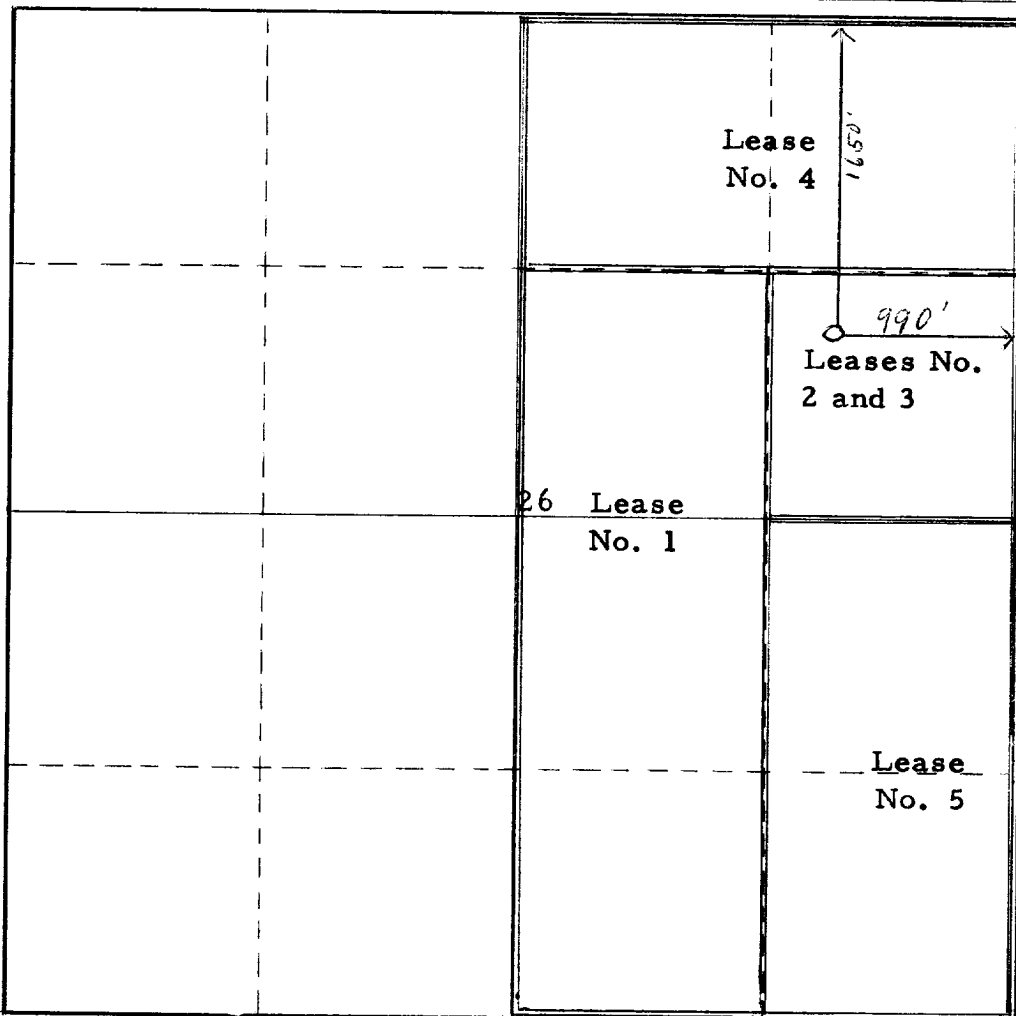 Lease
No. 4
1650'
990'
Leases No.
2 and 3
26 Lease
No. 1
Lease
No. 5